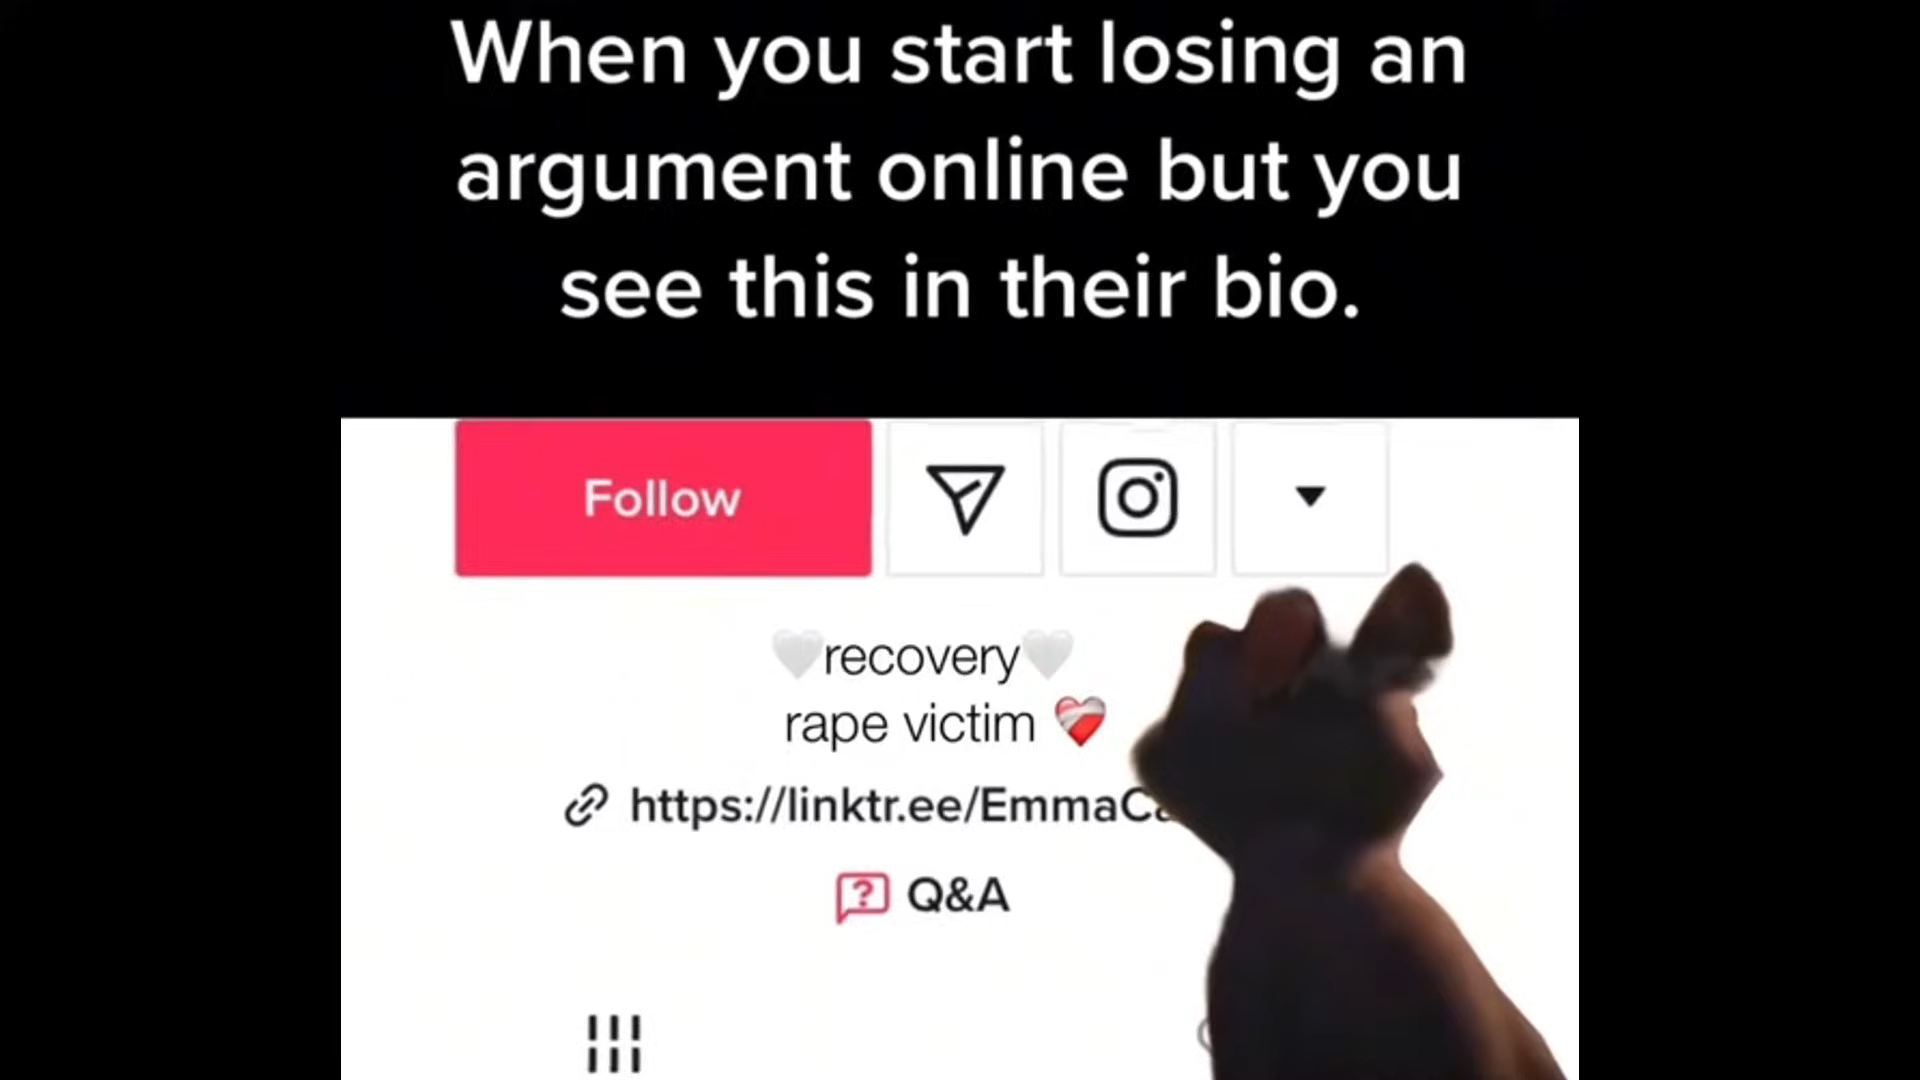 When you start losing an
argument online but you
see this in their bio.
Follow
🤍recovery🤍
rape victim ❤️‍🩹
https://linktr.ee/EmmaCa
Q&A